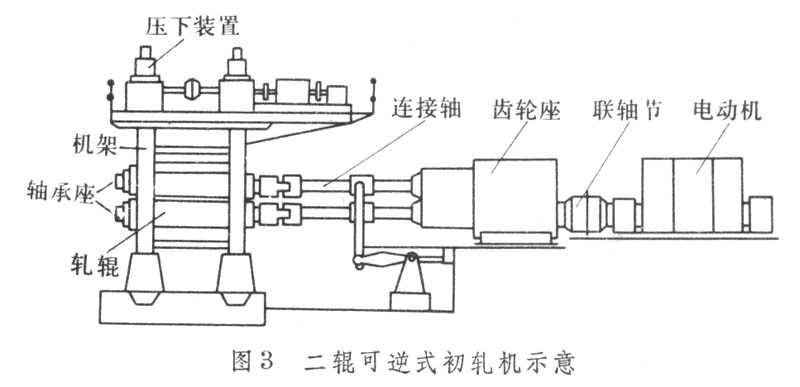 压下装置
连接轴
齿轮座
联轴节
电动机
机架
轴承座
轧辊
图3 二辊可逆式初轧机示意